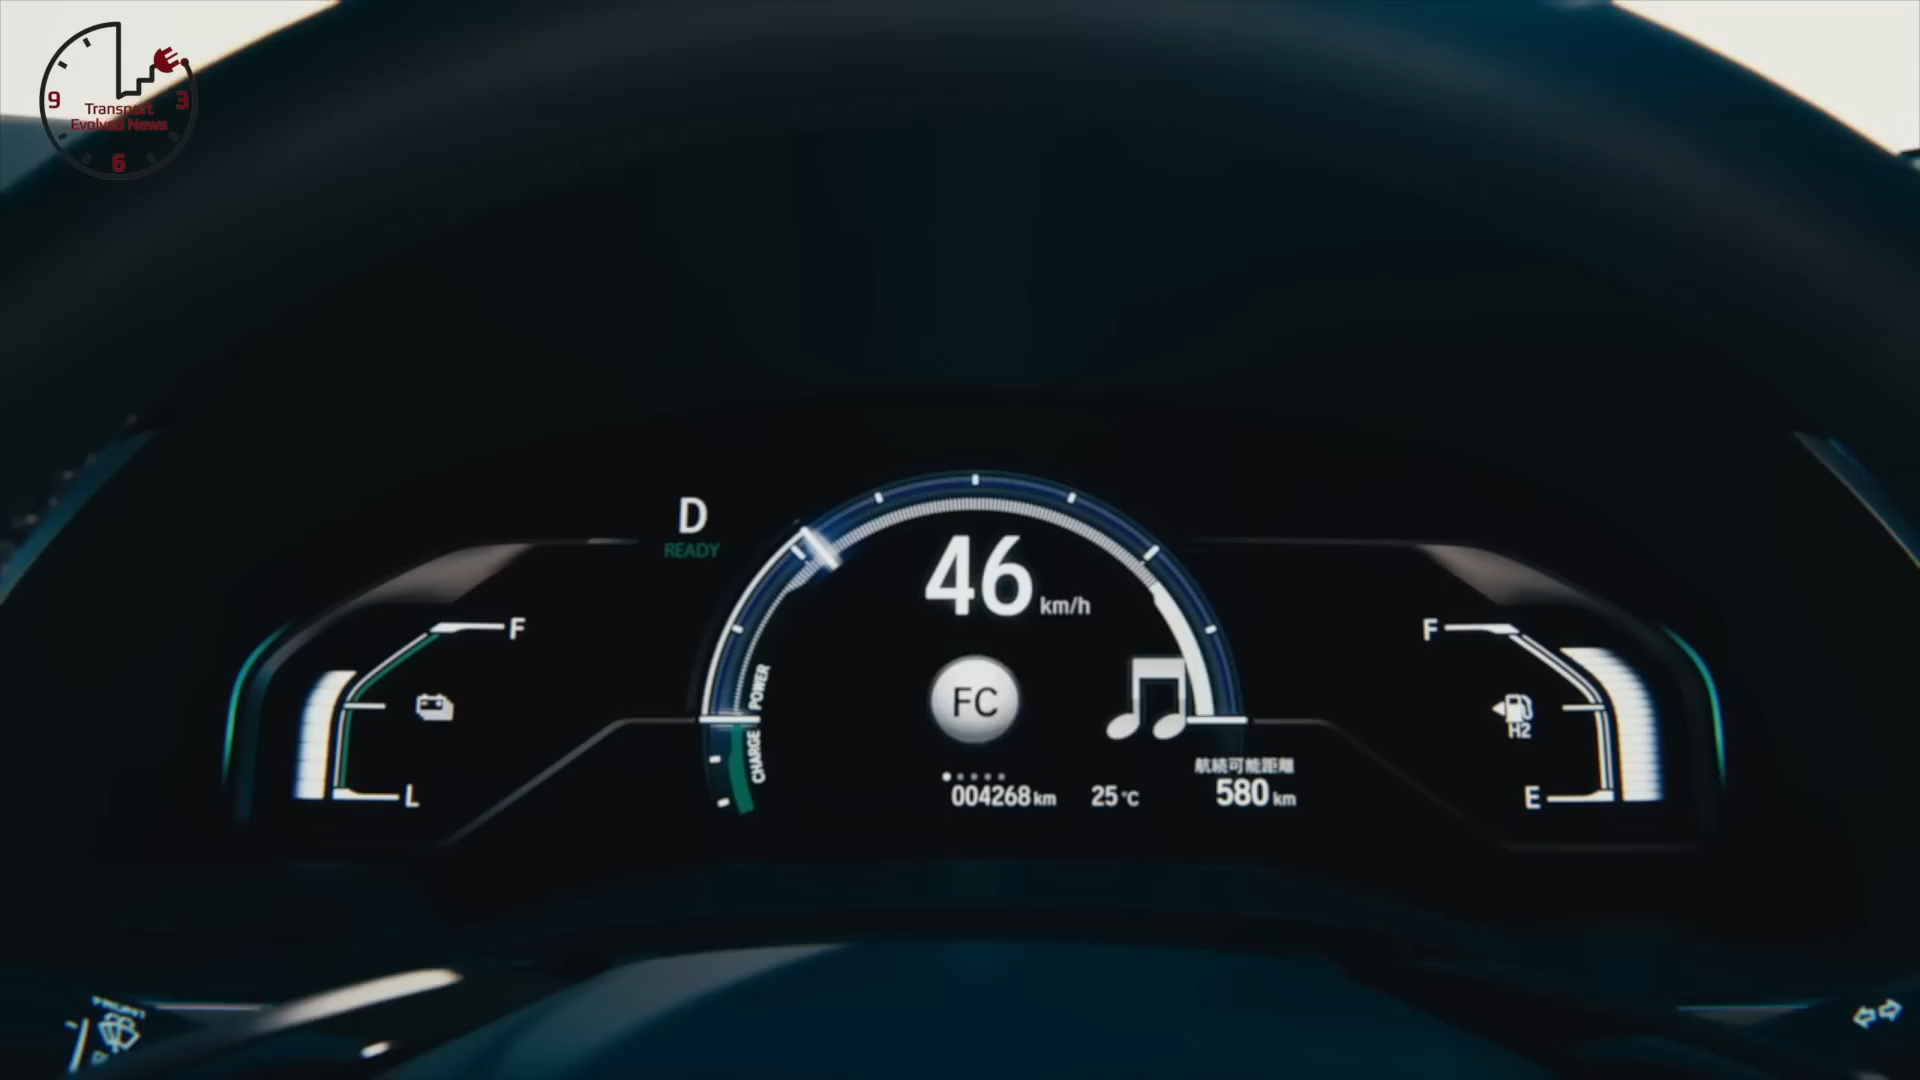 9
3
6
Transport
Evolved News
D
READY
46 km/h
F
L
POWER
CHARGE
FC
F
H2
E
航続可能距離
004268 km
25 °C
580 km
FRONT